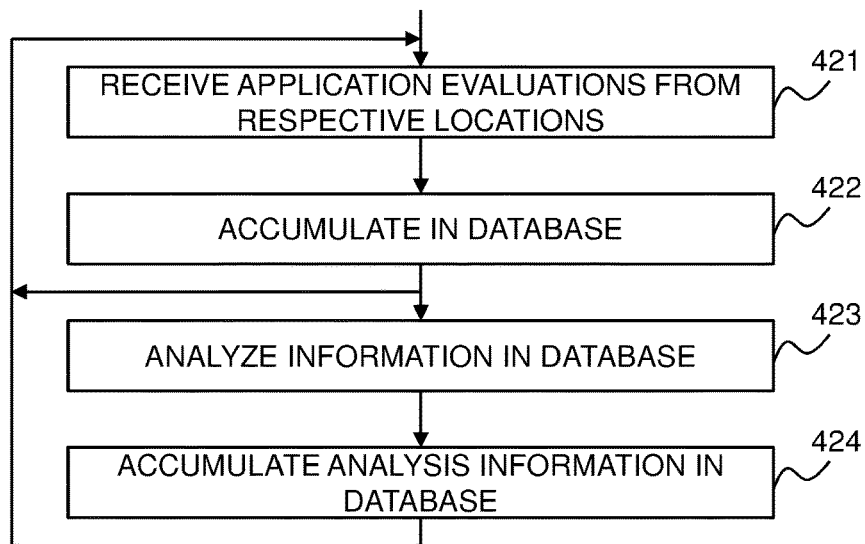 RECEIVE APPLICATION EVALUATIONS FROM
RESPECTIVE LOCATIONS
421
ACCUMULATE IN DATABASE
422
ANALYZE INFORMATION IN DATABASE
423
ACCUMULATE ANALYSIS INFORMATION IN
DATABASE
424